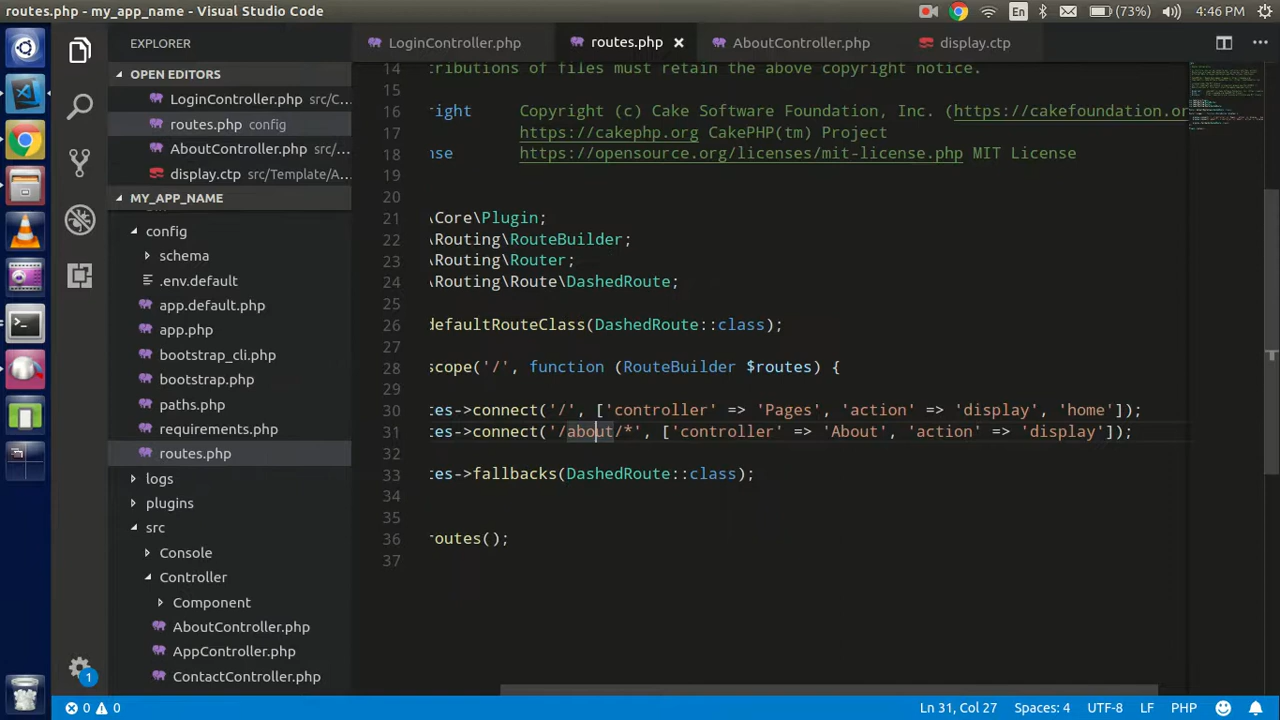 routes.php - my_app_name - Visual Studio Code
En
(73%)
4:46 PM
EXPLORER
LoginController.php
routes.php
AboutController.php
display.ctp
OPEN EDITORS
LoginController.php src/C...
routes.php config
AboutController.php src/...
display.ctp src/Template/A...
MY_APP_NAME
config
schema
.env.default
app.default.php
app.php
bootstrap_cli.php
bootstrap.php
paths.php
requirements.php
routes.php
logs
plugins
src
Console
Controller
Component
AboutController.php
AppController.php
ContactController.php
1
14 tributions of files must retain the above copyright notice.
15
16 right Copyright (c) Cake Software Foundation, Inc. (https://cakefoundation.or
17 https://cakephp.org CakePHP(tm) Project
18 nse https://opensource.org/licenses/mit-license.php MIT License
19
20
21 \Core\Plugin;
22 \Routing\RouteBuilder;
23 \Routing\Router;
24 \Routing\Route\DashedRoute;
25
26 defaultRouteClass(DashedRoute::class);
27
28 scope('/', function (RouteBuilder $routes) {
29
30 tes->connect('/', ['controller' => 'Pages', 'action' => 'display', 'home']);
31 tes->connect('/about/*', ['controller' => 'About', 'action' => 'display']);
32
33 tes->fallbacks(DashedRoute::class);
34
35
36 routes();
37
0 0
Ln 31, Col 27
Spaces: 4
UTF-8
LF
PHP